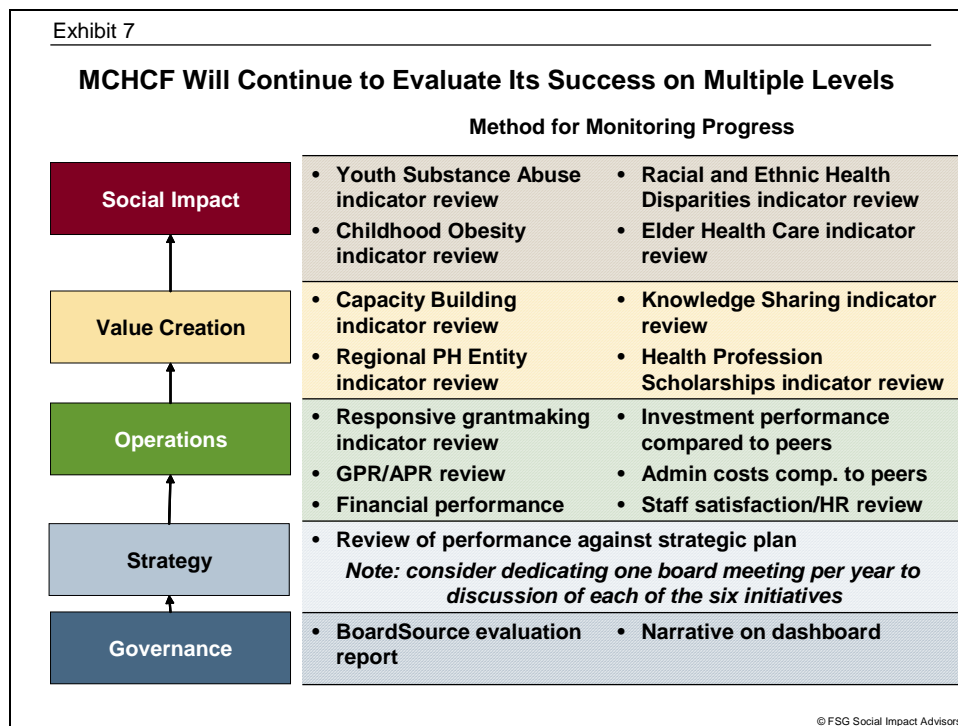 Exhibit 7
MCHCF Will Continue to Evaluate Its Success on Multiple Levels
Method for Monitoring Progress
Social Impact
• Youth Substance Abuse
indicator review
• Childhood Obesity
indicator review
• Racial and Ethnic Health
Disparities indicator review
• Elder Health Care indicator
review
Value Creation
• Capacity Building
indicator review
• Regional PH Entity
indicator review
• Knowledge Sharing indicator
review
• Health Profession
Scholarships indicator review
Operations
• Responsive grantmaking
indicator review
• GPR/APR review
• Financial performance
• Investment performance
compared to peers
• Admin costs comp. to peers
• Staff satisfaction/HR review
Strategy
• Review of performance against strategic plan
Note: consider dedicating one board meeting per year to
discussion of each of the six initiatives
Governance
• BoardSource evaluation
report
• Narrative on dashboard
© FSG Social Impact Advisors